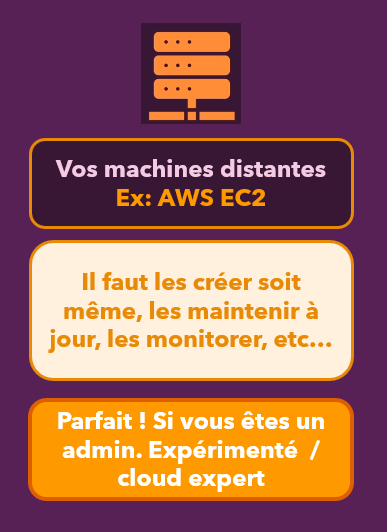 Vos machines distantes
Ex: AWS EC2
Il faut les créer soit
même, les maintenir à
jour, les monitorer, etc...
Parfait ! Si vous êtes un
admin. Expérimenté  /
cloud expert